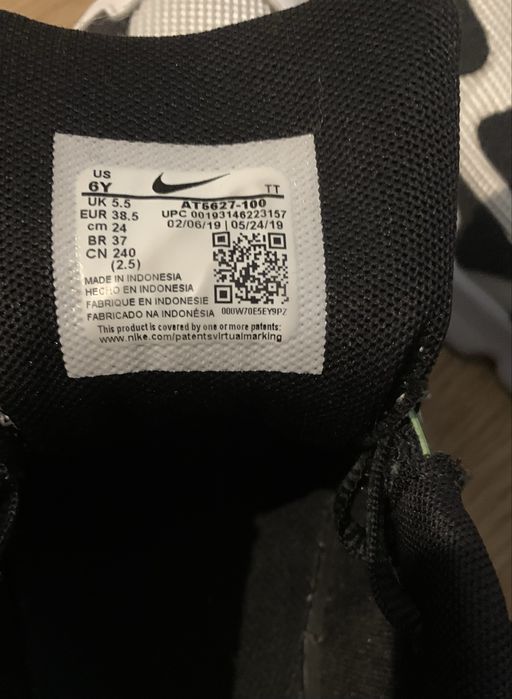 US
6Y
TT
UK 5.5
AT5627-100
EUR 38.5
UPC 00193146223157
cm 24
02/06/19 | 05/24/19
BR 37
CN 240
(2.5)
MADE IN INDONESIA
HECHO EN INDONESIA
FABRIQUE EN INDONESIE
000W70E5EY9PZ
FABRICADO NA INDONÉSIA
This product is covered by one or more patents:
www.nike.com/patentsvirtualmarking